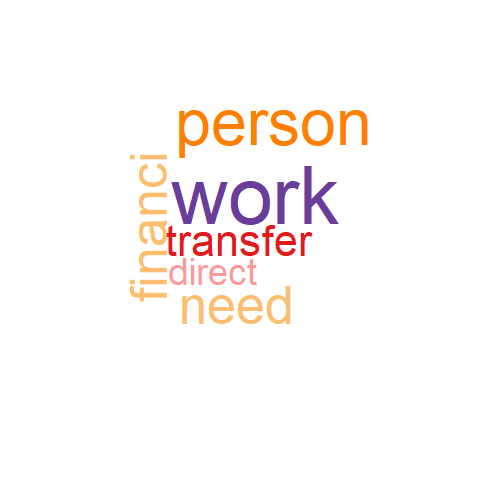 person
financi
work
transfer
direct
need